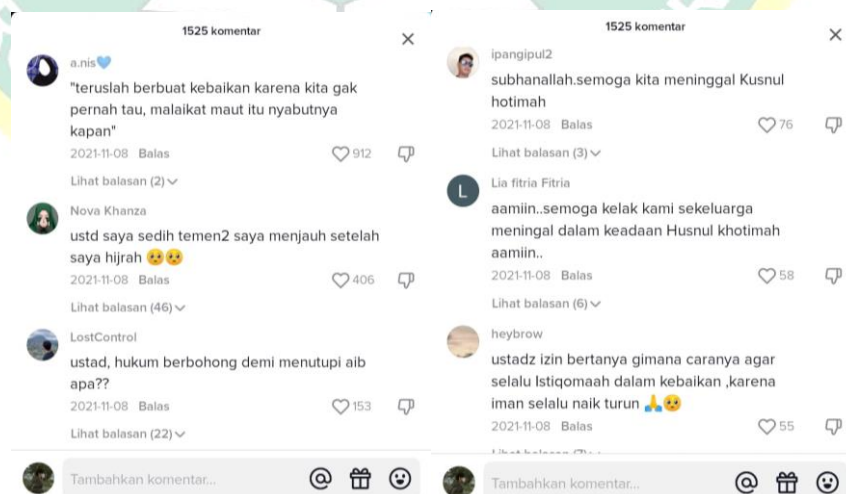 1525 komentar
a.nis🩵
"teruslah berbuat kebaikan karena kita gak
pernah tau, malaikat maut itu nyabutnya
kapan"
2021-11-08 Balas 912
Lihat balasan (2)
Nova Khanza
ustd saya sedih temen2 saya menjauh setelah
saya hijrah 🥺🥺
2021-11-08 Balas 406
Lihat balasan (46)
LostControl
ustad, hukum berbohong demi menutupi aib
apa??
2021-11-08 Balas 153
Lihat balasan (22)
Tambahkan komentar...
1525 komentar
ipangipul2
subhanallah.semoga kita meninggal Kusnul
hotimah
2021-11-08 Balas 76
Lihat balasan (3)
L
Lia fitria Fitria
aamiin..semoga kelak kami sekeluarga
meningal dalam keadaan Husnul khotimah
aamiin..
2021-11-08 Balas 58
Lihat balasan (6)
heybrow
ustadz izin bertanya gimana caranya agar
selalu Istiqomaah dalam kebaikan ,karena
iman selalu naik turun 🙏🥺
2021-11-08 Balas 55
Lihat balasan (7)
Tambahkan komentar...